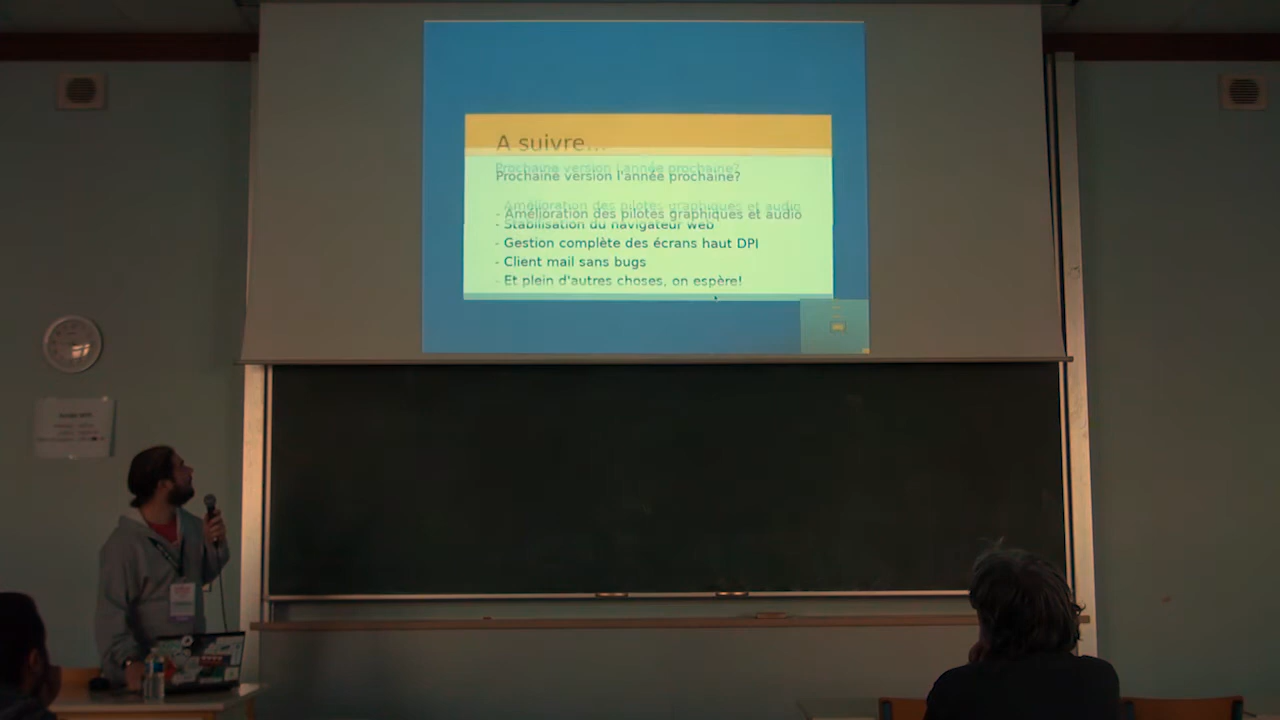 A suivre...
Prochaine version l'année prochaine?
- Amélioration des pilotes graphiques et audio
- Stabilisation du navigateur web
- Gestion complète des écrans haut DPI
- Client mail sans bugs
- Et plein d'autres choses, on espère!